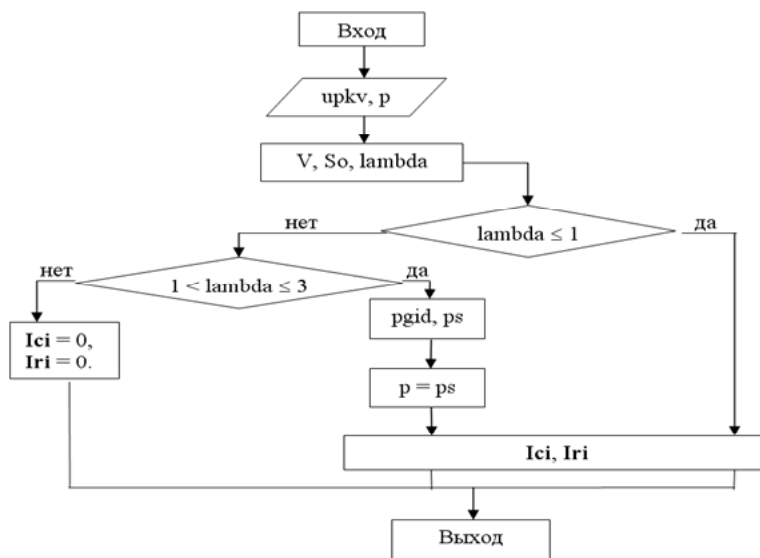 Вход
upkv, p
V, So, lambda
нет
да
lambda ≤ 1
нет
да
1 < lambda ≤ 3
Ici = 0,
Iri = 0.
pgid, ps
p = ps
Ici, Iri
Выход